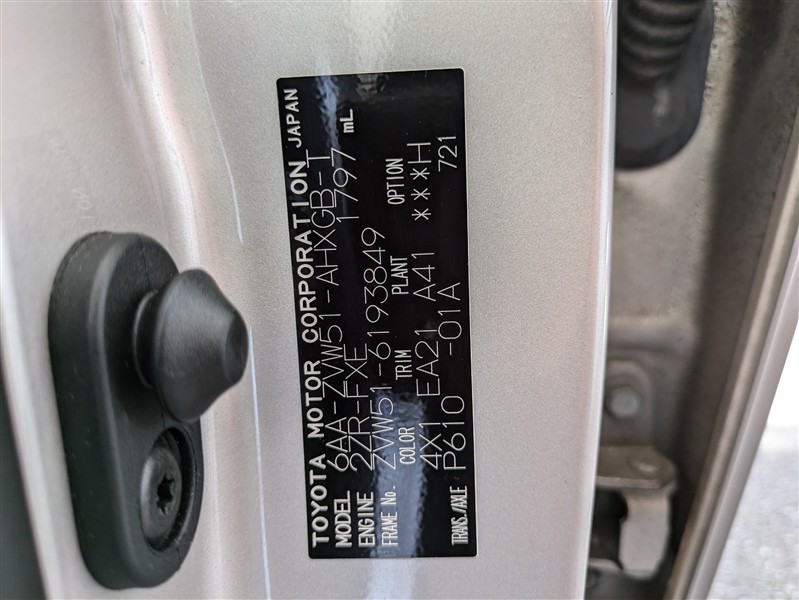 TOYOTA MOTOR CORPORATION JAPAN
MODEL 6AA-ZVW51-AHXGB-T
ENGINE 2ZR-FXE 1797 mL
FRAME No. ZVW51-6193849
COLOR TRIM PLANT OPTION
4X1 EA21 A41 ***H
TRANS./AXLE P610 -01A 721